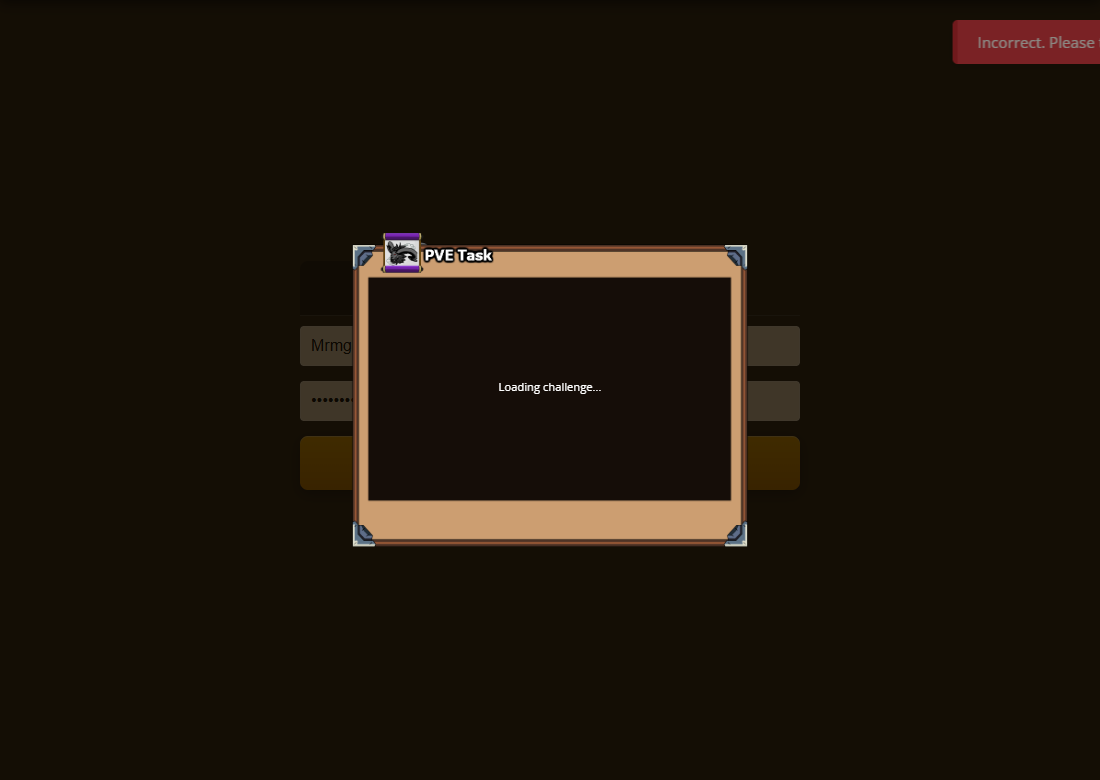 Incorrect. Please
PVE Task
Mrmg
Loading challenge...
••••••••